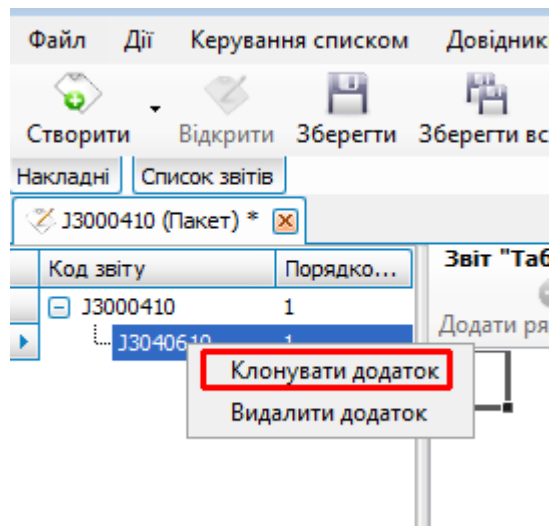 Файл Дії Керування списком Довідник
Створити Відкрити Зберегти Зберегти вс
Накладні Список звітів
J3000410 (Пакет) *
Код звіту Порядко... Звіт "Таб
J3000410 1
Додати ря
J3040610 1
Клонувати додаток
Видалити додаток